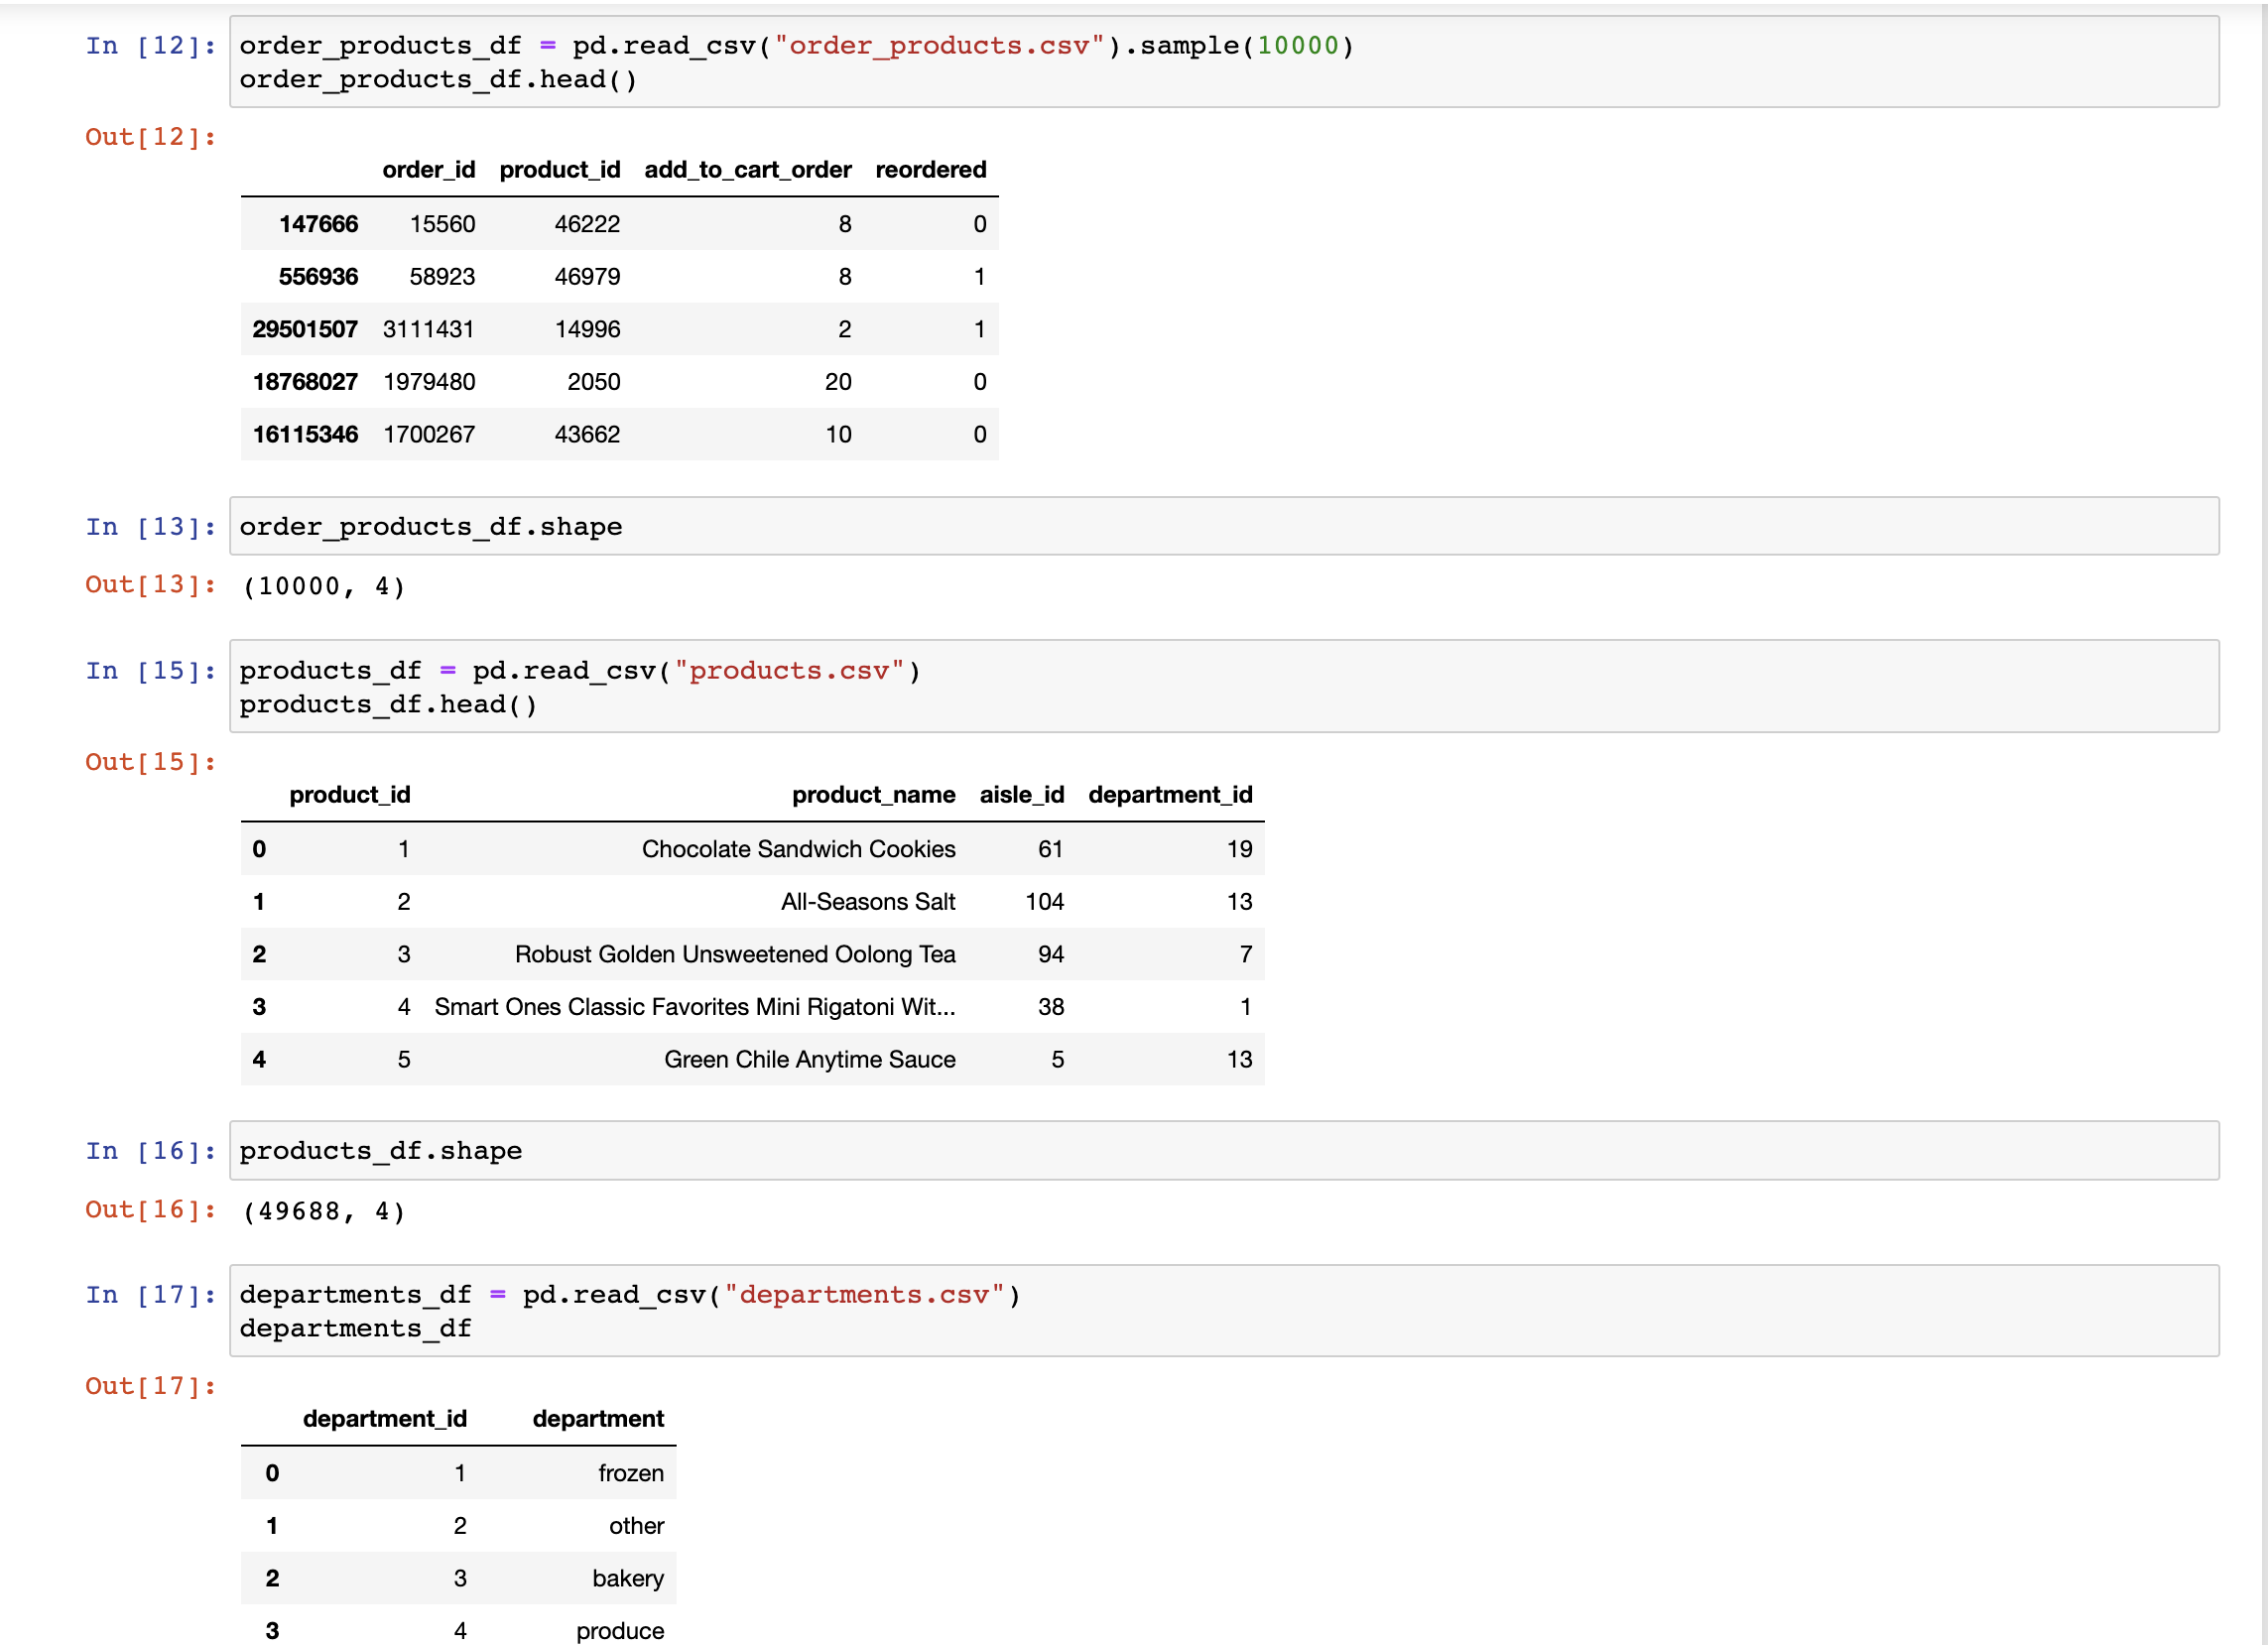 In [12]: order_products_df = pd.read_csv("order_products.csv").sample(10000)
order_products_df.head()
Out[12]:
order_id product_id add_to_cart_order reordered
147666 15560 46222 8 0
556936 58923 46979 8 1
29501507 3111431 14996 2 1
18768027 1979480 2050 20 0
16115346 1700267 43662 10 0
In [13]: order_products_df.shape
Out[13]: (10000, 4)
In [15]: products_df = pd.read_csv("products.csv")
products_df.head()
Out[15]:
product_id product_name aisle_id department_id
0 1 Chocolate Sandwich Cookies 61 19
1 2 All-Seasons Salt 104 13
2 3 Robust Golden Unsweetened Oolong Tea 94 7
3 4 Smart Ones Classic Favorites Mini Rigatoni Wit... 38 1
4 5 Green Chile Anytime Sauce 5 13
In [16]: products_df.shape
Out[16]: (49688, 4)
In [17]: departments_df = pd.read_csv("departments.csv")
departments_df
Out[17]:
department_id department
0 1 frozen
1 2 other
2 3 bakery
3 4 produce